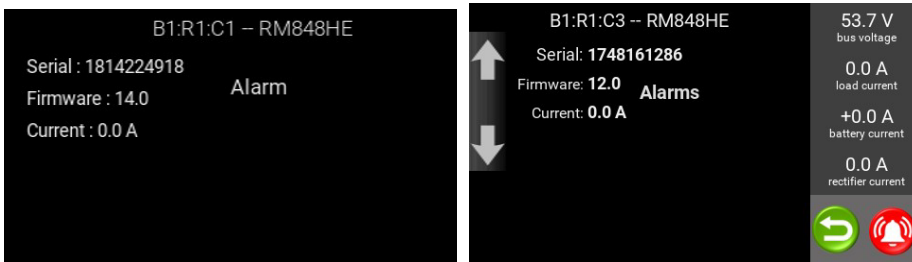 B1:R1:C1 -- RM848HE
Serial : 1814224918
Alarm
Firmware : 14.0
Current : 0.0 A
B1:R1:C3 -- RM848HE
Serial: 1748161286
Firmware: 12.0
Alarms
Current: 0.0 A
53.7 V
bus voltage
0.0 A
load current
+0.0 A
battery current
0.0 A
rectifier current